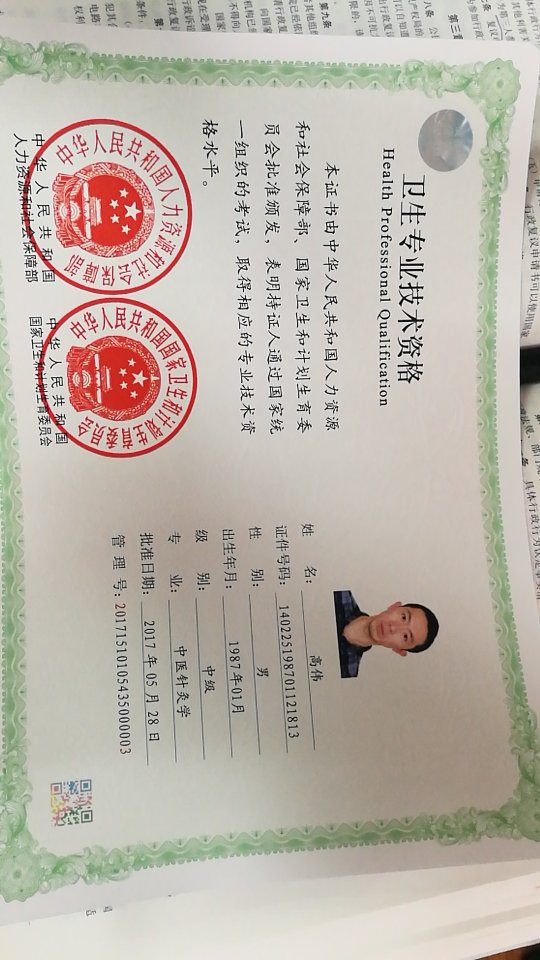 卫生专业技术资格
Health Professional Qualification
本证书由中华人民共和国人力资源
和社会保障部、国家卫生和计划生育委
员会批准颁发，表明持证人通过国家统
一组织的考试，取得相应的专业技术资
格水平。
中华人民共和国人力资源和社会保障部
中华人民共和国
人力资源和社会保障部
中华人民共和国国家卫生和计划生育委员会
中华人民共和国
国家卫生和计划生育委员会
姓 名： 高伟
证件号码： 140225198701121813
性 别： 男
出生年月： 1987年01月
级 别： 中级
专 业： 中医针灸学
批准日期： 2017年05月28日
管 理 号： 20171510105435000003